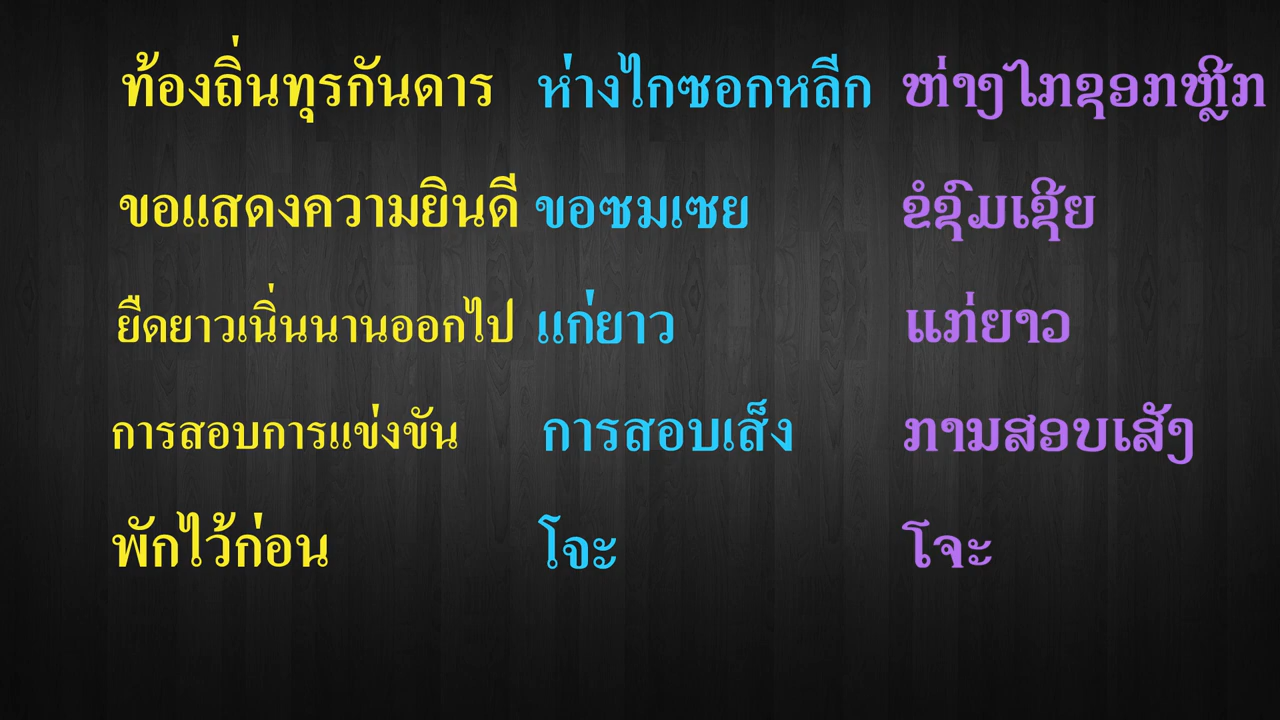 ท้องถิ่นทุรกันดาร ห่างไกซอกหลีก ຫ່າງໄກຊອກຫຼີກ
ขอแสดงความยินดี ขอซมเซย ຂໍຊົມເຊີຍ
ยืดยาวเนิ่นนานออกไป แก่ยาว ແກ່ຍາວ
การสอบการแข่งขัน การสอบเส็ง ການສອບເສັງ
พักไว้ก่อน โจะ ໂຈະ